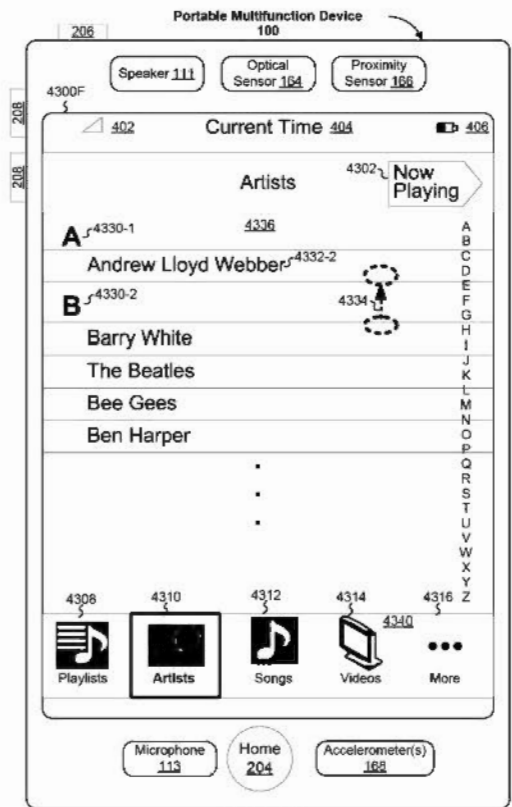 Portable Multifunction Device
100
206
Speaker 111
Optical
Sensor 164
Proximity
Sensor 166
4300F
208
208
402
Current Time 404
406
Artists
4302
Now
Playing
A
4330-1
4336
Andrew Lloyd Webber
4332-2
B
4330-2
4334
Barry White
The Beatles
Bee Gees
Ben Harper
A
B
C
D
E
F
G
H
I
J
K
L
M
N
O
P
Q
R
S
T
U
V
W
X
Y
Z
4308
4310
4312
4314
4340
4316
Playlists
Artists
Songs
Videos
More
Microphone
113
Home
204
Accelerometer(s)
168